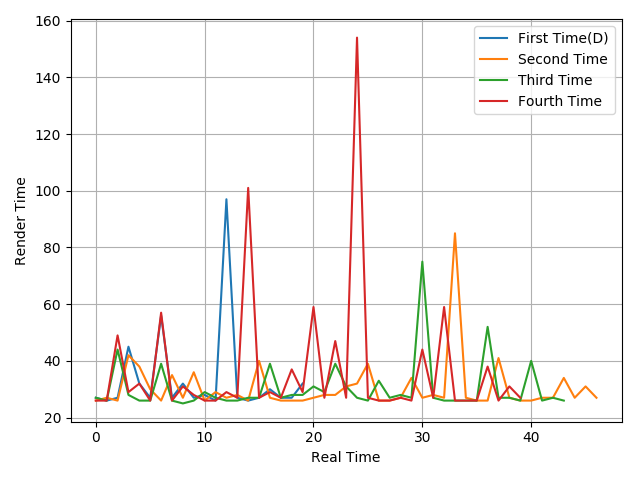 160
140
120
100
80
60
40
20
Render Time
0
10
20
30
40
Real Time
First Time(D)
Second Time
Third Time
Fourth Time